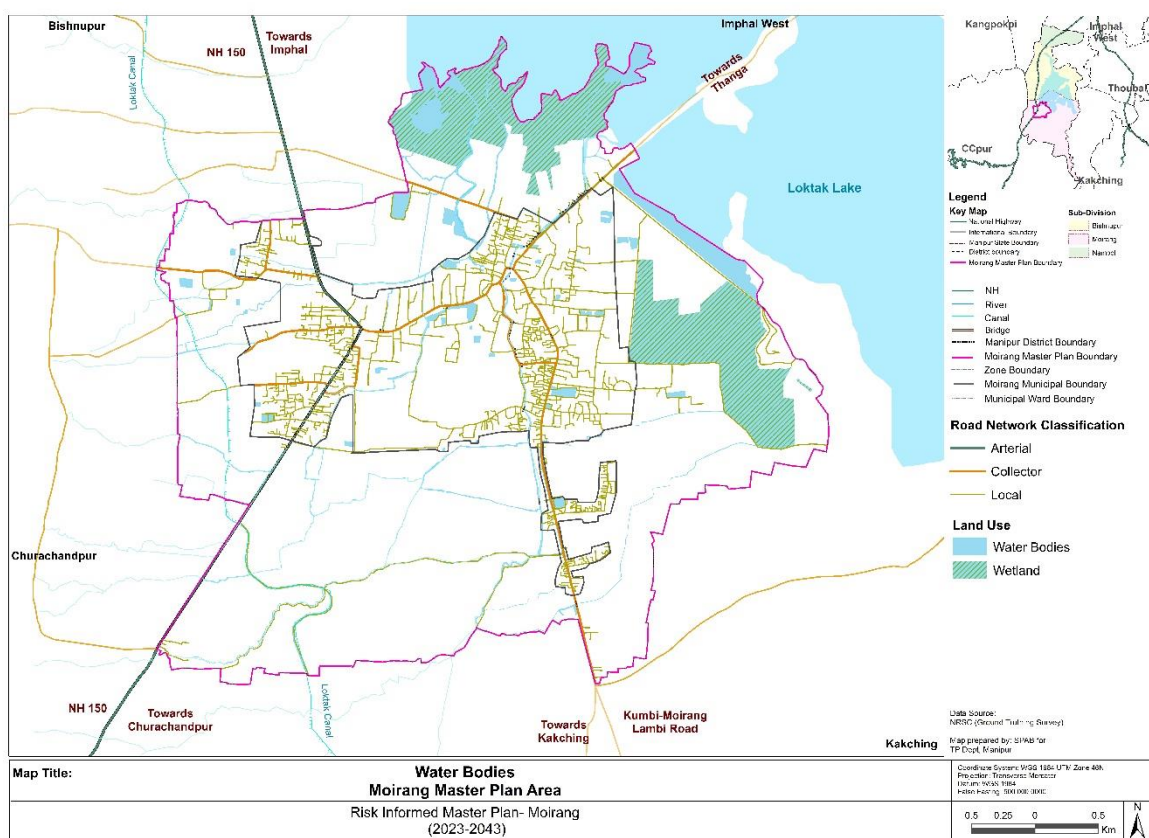 Bishnupur
NH 150
Towards
Imphal
Imphal West
Towards
Thanga
Loktak Canal
Loktak Lake
Churachandpur
NH 150
Towards
Churachandpur
Loktak Canal
Towards
Kakching
Kumbi-Moirang
Lambi Road
Kakching
Kangpokpi
Imphal
West
Thoubal
CCpur
Kakching
Legend
Key Map
National Highway
International Boundary
Manipur State Boundary
District boundary
Moirang Master Plan Boundary
Sub-Division
Bishnupur
Moirang
Nambol
NH
River
Canal
Bridge
Manipur District Boundary
Moirang Master Plan Boundary
Zone Boundary
Moirang Municipal Boundary
Municipal Ward Boundary
Road Network Classification
Arterial
Collector
Local
Land Use
Water Bodies
Wetland
Data Source:
NRSC (Ground Truthing Survey)
Map prepared by: SPAB for
TP Dept, Manipur
Map Title:
Water Bodies
Moirang Master Plan Area
Risk Informed Master Plan- Moirang
(2023-2043)
Coordinate System: WGS 1984 UTM Zone 46N
Projection: Transverse Mercator
Datum: WGS 1984
False Easting: 500,000.0000
0.5 0.25 0 0.5
Km
N